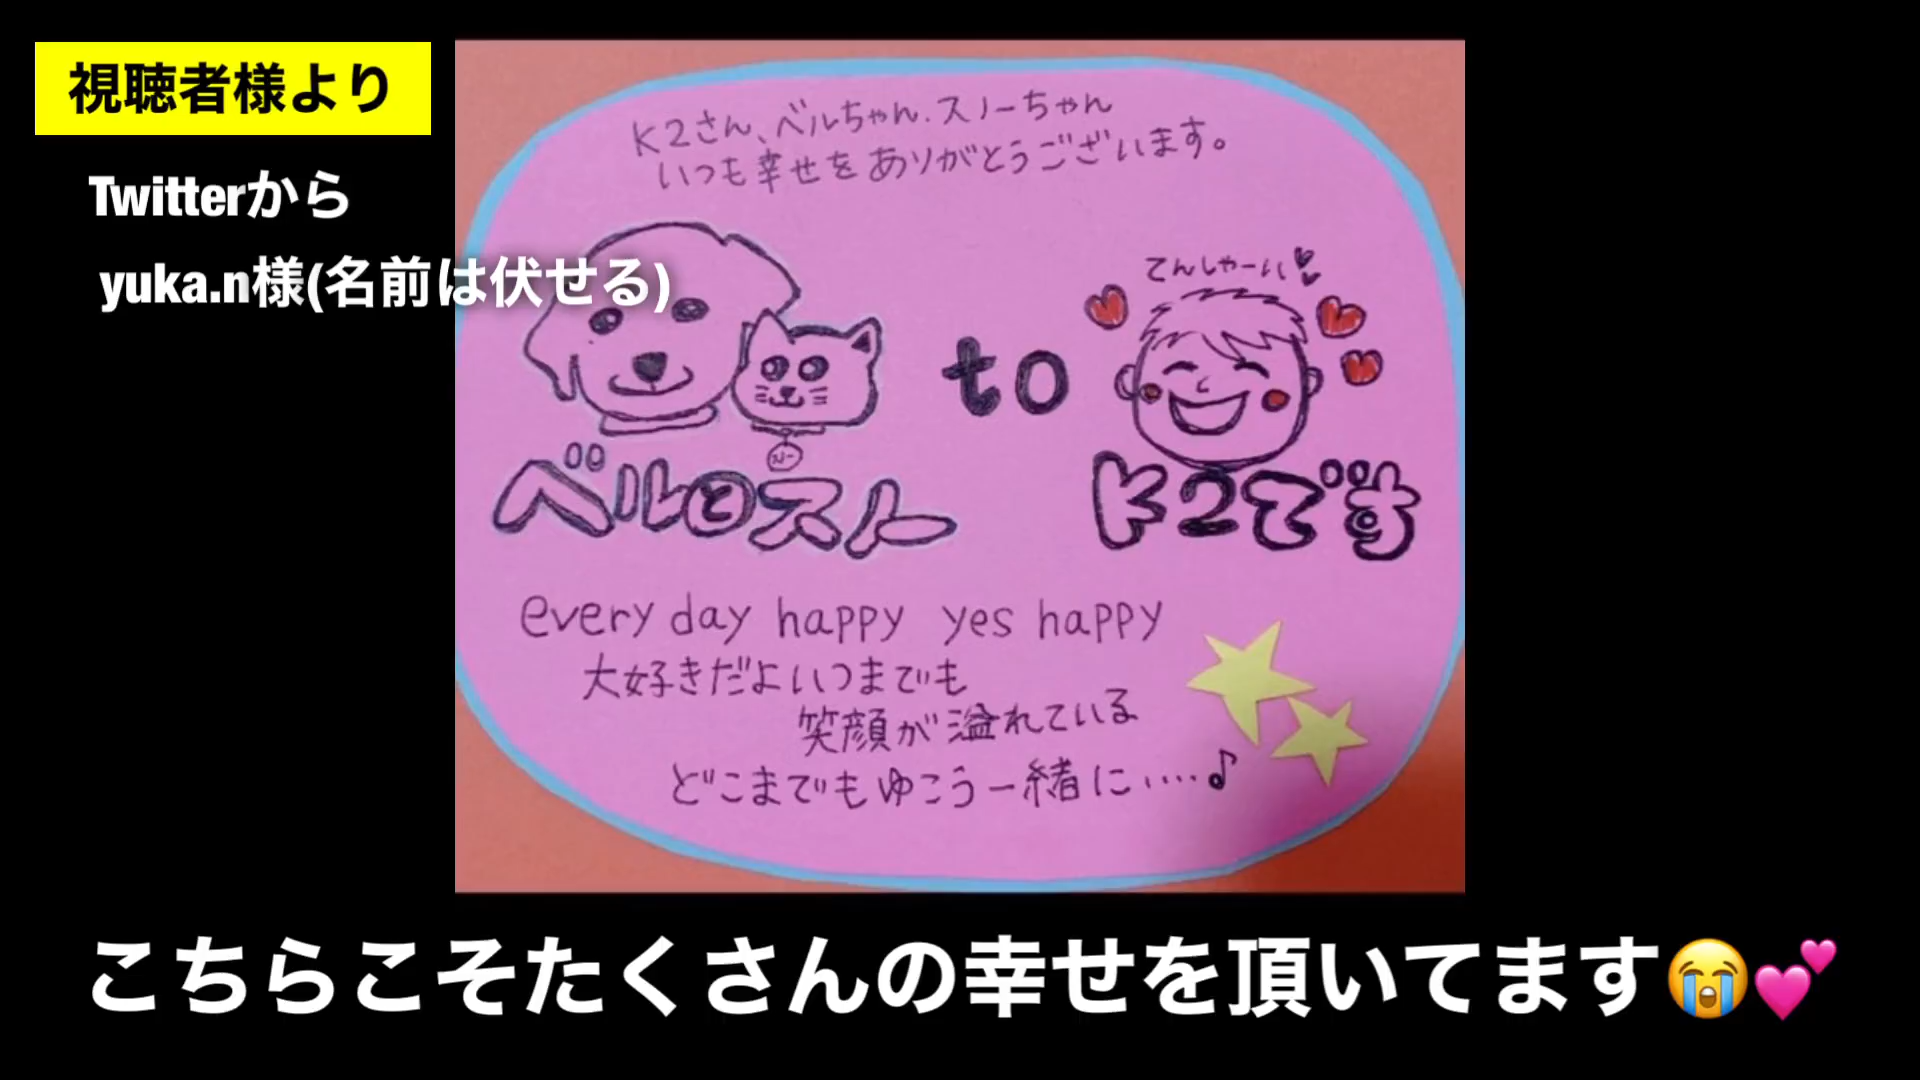 視聴者様より
Twitterから
yuka.n様(名前は伏せる)
K2さん、ベルちゃん.スノーちゃん
いつも幸せをありがとうございます。
てんしゃーい
スノー
to
ベルとスノー
K2です
every day happy yes happy
大好きだよいつまでも
笑顔が溢れている
どこまでもゆこう一緒に....♪
こちらこそたくさんの幸せを頂いてます😭💕